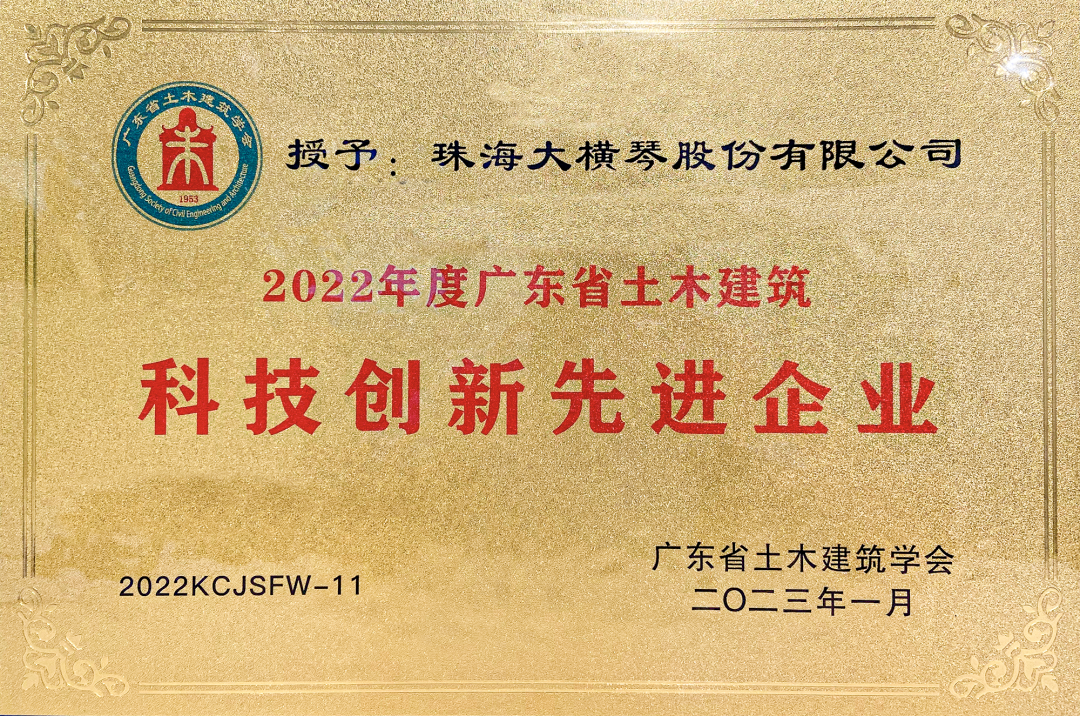 广东省土木建筑学会
1953
Guangdong Society of Civil Engineering and Architecture
授予：珠海大横琴股份有限公司
2022年度广东省土木建筑
科技创新先进企业
2022KCJSFW-11
广东省土木建筑学会
二〇二三年一月